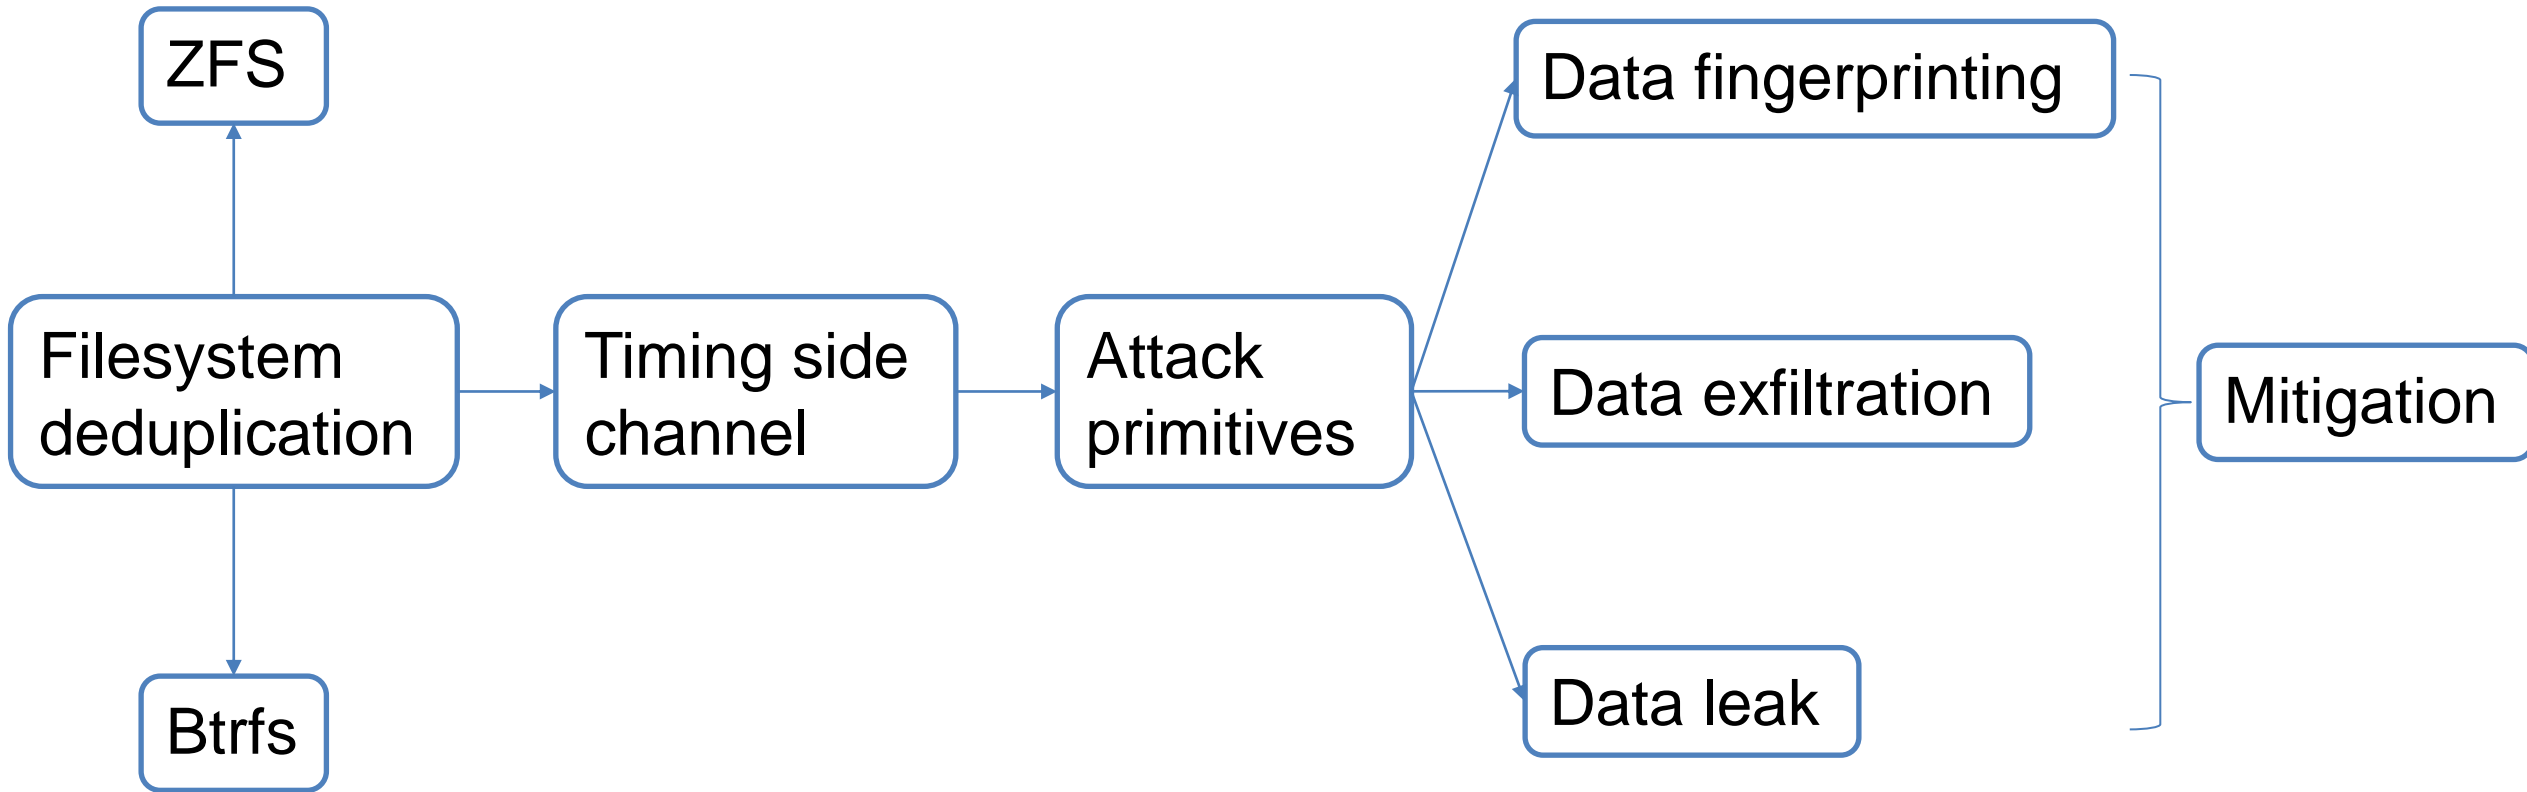 ZFS
Filesystem
deduplication
Btrfs
Timing side
channel
Attack
primitives
Data fingerprinting
Data exfiltration
Data leak
Mitigation